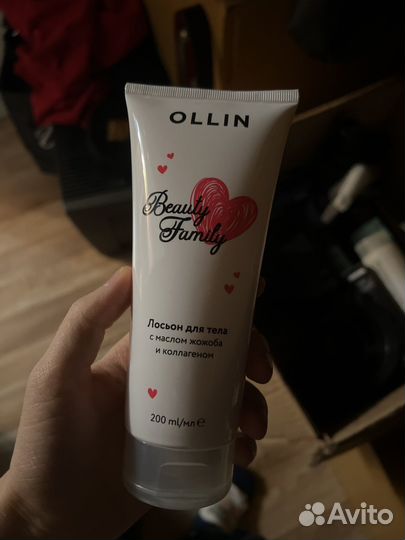 OLLIN
Beauty
Family
Лосьон для тела
с маслом жожоба
и коллагеном
200 ml/мл℮
Avito